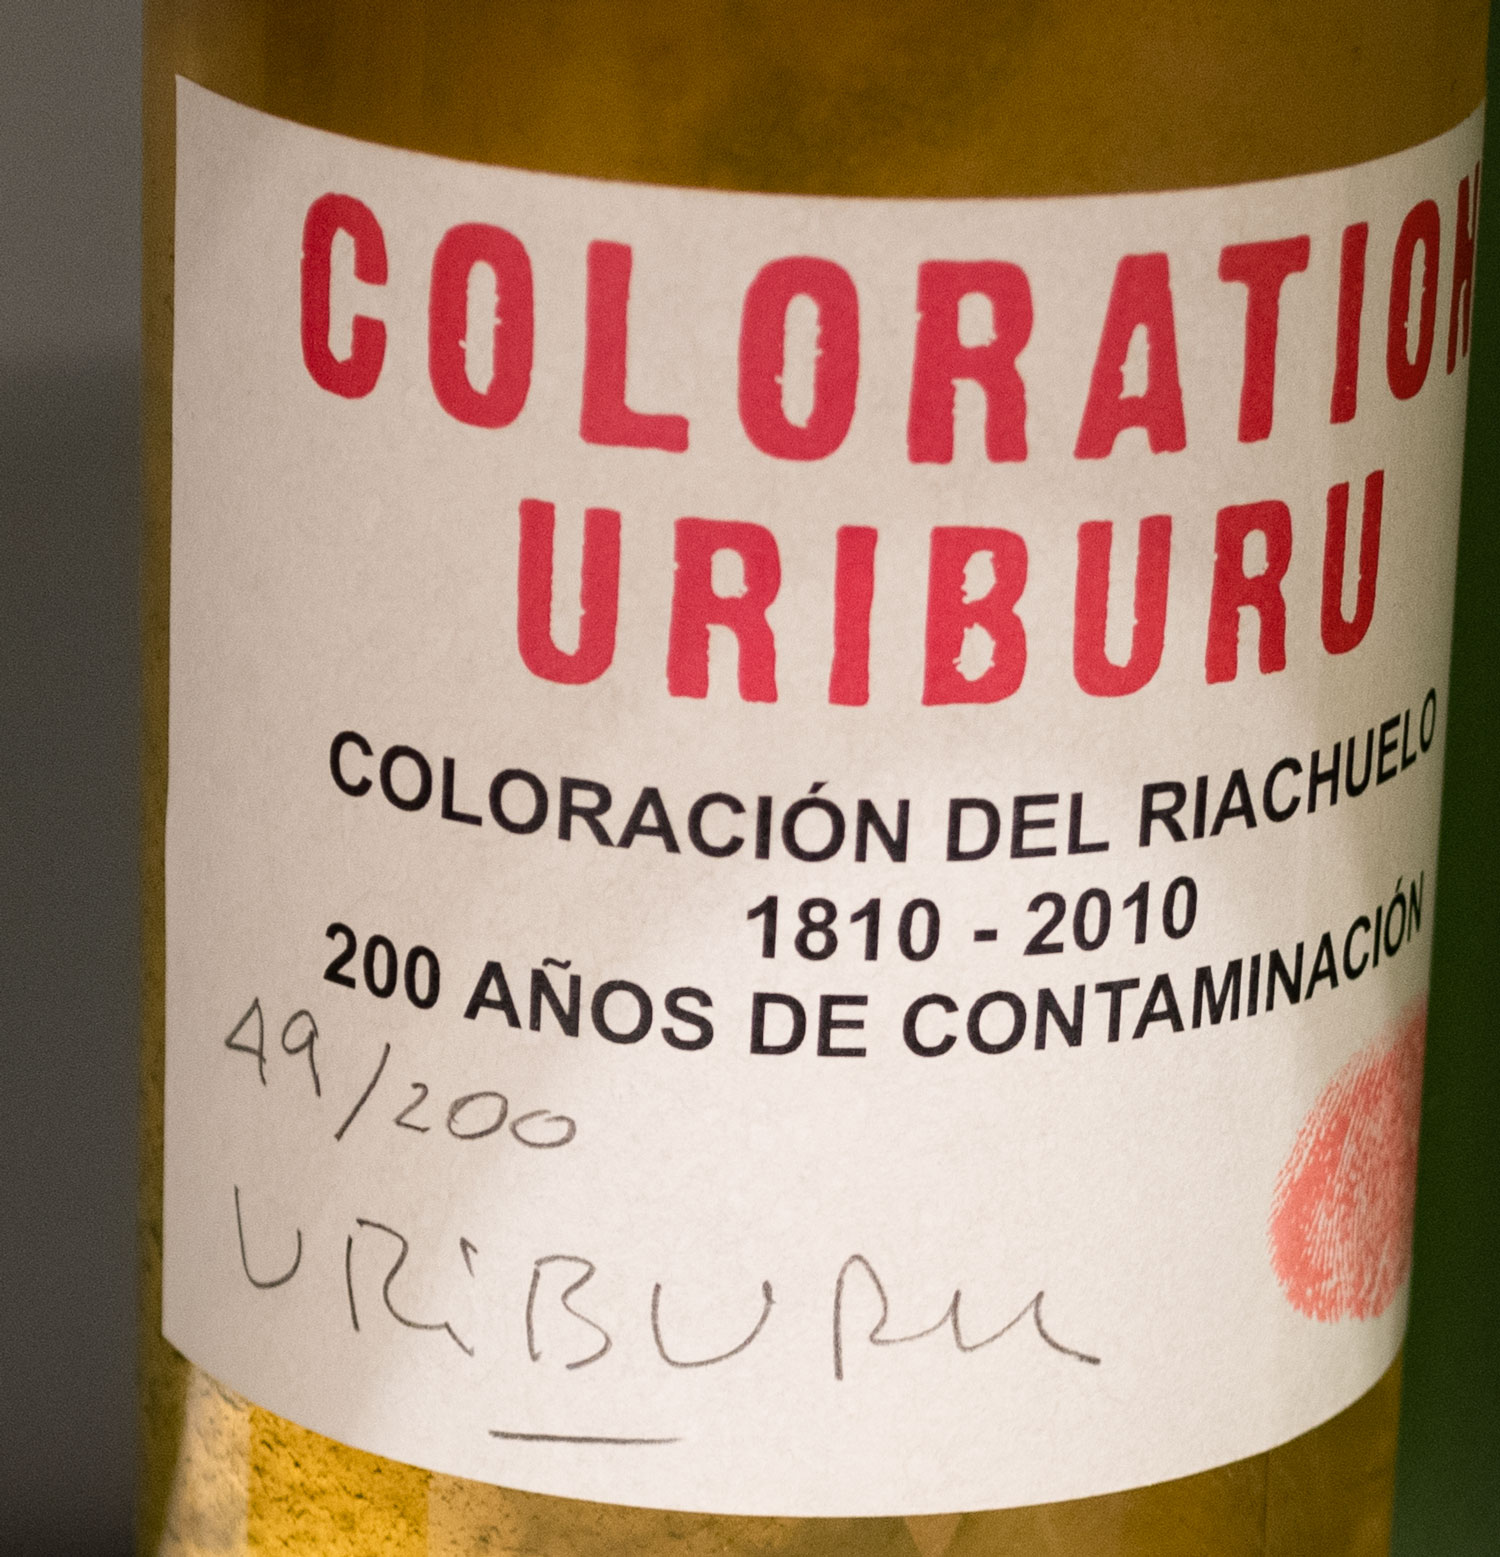 COLORATION
URIBURU
COLORACIÓN DEL RIACHUELO
1810 - 2010
200 AÑOS DE CONTAMINACIÓN
49/200
URiBURu